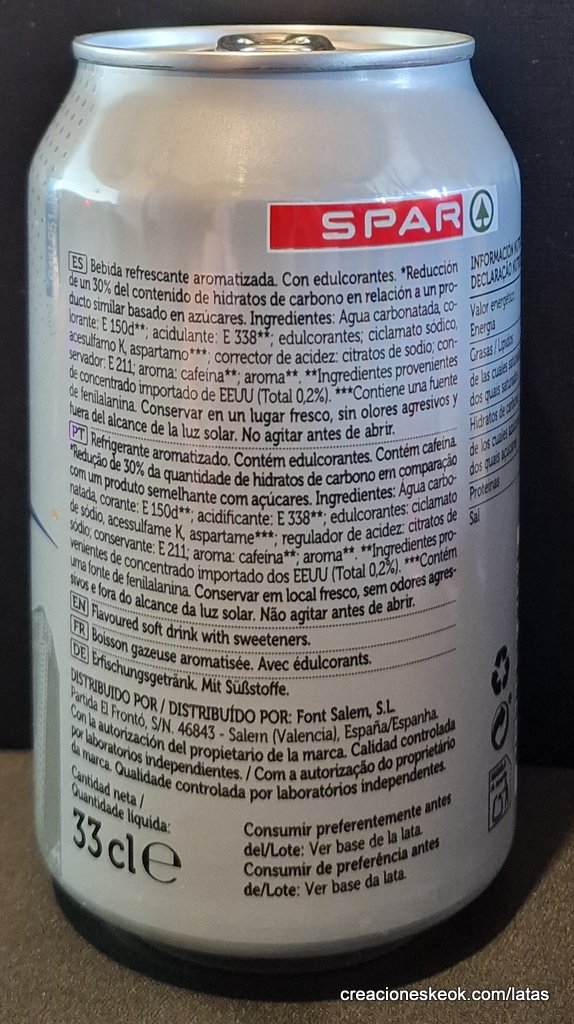 SPAR
ES Bebida refrescante aromatizada. Con edulcorantes. *Reducción
de un 30% del contenido de hidratos de carbono en relación a un pro-
ducto similar basado en azúcares. Ingredientes: Agua carbonatada, co-
lorante: E 150d**; acidulante: E 338**; edulcorantes; ciclamato sódico,
acesulfamo K, aspartamo***; corrector de acidez: citratos de sodio; con-
servador: E 211; aroma: cafeína**; aroma**. **Ingredientes provenientes
de concentrado importado de EEUU (Total 0,2%). ***Contiene una fuente
de fenilalanina. Conservar en un lugar fresco, sin olores agresivos y
fuera del alcance de la luz solar. No agitar antes de abrir.
PT Refrigerante aromatizado. Contém edulcorantes. Contém cafeína.
*Redução de 30% da quantidade de hidratos de carbono em comparação
com um produto semelhante com açúcares. Ingredientes: Água carbo-
natada, corante: E 150d**; acidificante: E 338**; edulcorantes: ciclamato
de sódio, acessulfame K, aspartame***; regulador de acidez: citratos de
sódio; conservante: E 211; aroma: cafeína**; aroma**. **Ingredientes pro-
venientes de concentrado importado dos EEUU (Total 0,2%). ***Contém
uma fonte de fenilalanina. Conservar em local fresco, sem odores agres-
sivos e fora do alcance da luz solar. Não agitar antes de abrir.
EN Flavoured soft drink with sweeteners.
FR Boisson gazeuse aromatisée. Avec édulcorants.
DE Erfischungsgetränk. Mit Süßstoffe.
DISTRIBUIDO POR / DISTRIBUÍDO POR: Font Salem, S.L.
Partida El Frontó, S/N. 46843 - Salem (Valencia), España/Espanha.
Con la autorización del propietario de la marca. Calidad controlada
por laboratorios independientes. / Com a autorização do proprietário
da marca. Qualidade controlada por laboratórios independentes.
Cantidad neta /
Quantidade líquida:
33 cl e
Consumir preferentemente antes
del/Lote: Ver base de la lata.
Consumir de preferência antes
de/Lote: Ver base da lata.
INFORMACIÓN
DECLARAÇÃO
Valor energético
Energia
Grasas / Lípidos
de las cuales
dos quais
Hidratos de
de los cuales
dos quais
Proteínas
Sal
creacioneskeok.com/latas